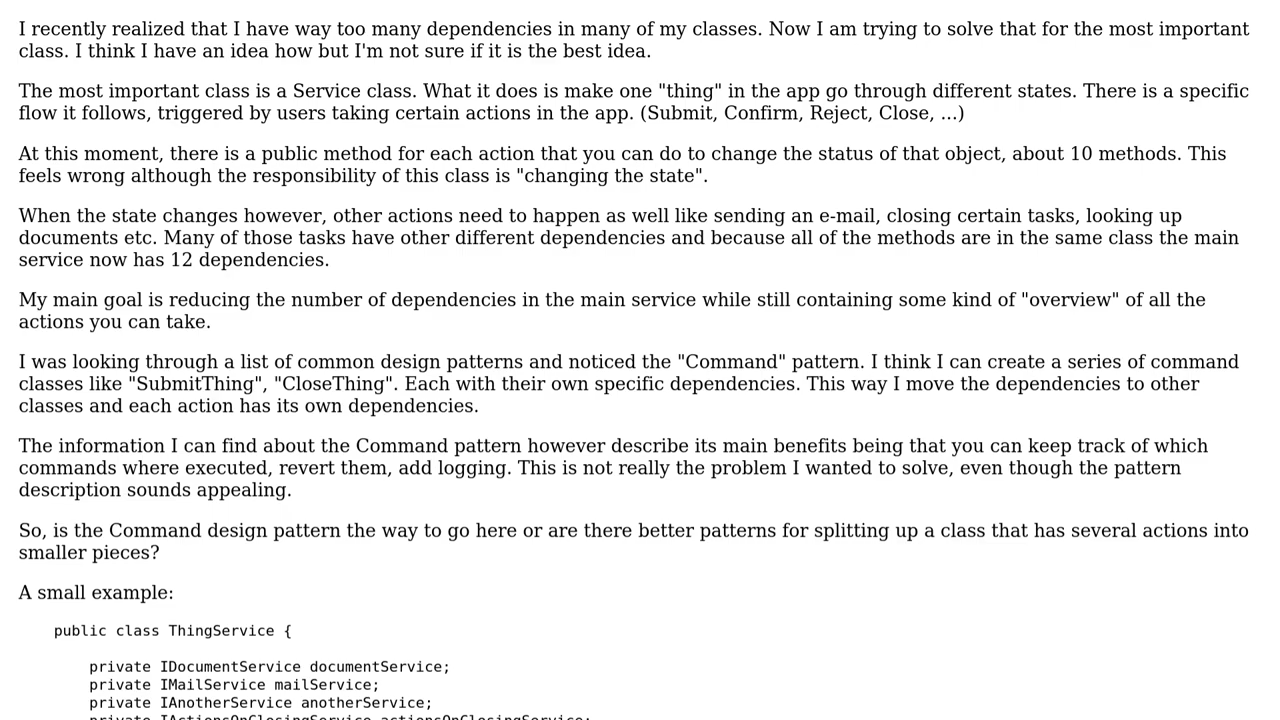 I recently realized that I have way too many dependencies in many of my classes. Now I am trying to solve that for the most important
class. I think I have an idea how but I'm not sure if it is the best idea.
The most important class is a Service class. What it does is make one "thing" in the app go through different states. There is a specific
flow it follows, triggered by users taking certain actions in the app. (Submit, Confirm, Reject, Close, ...)
At this moment, there is a public method for each action that you can do to change the status of that object, about 10 methods. This
feels wrong although the responsibility of this class is "changing the state".
When the state changes however, other actions need to happen as well like sending an e-mail, closing certain tasks, looking up
documents etc. Many of those tasks have other different dependencies and because all of the methods are in the same class the main
service now has 12 dependencies.
My main goal is reducing the number of dependencies in the main service while still containing some kind of "overview" of all the
actions you can take.
I was looking through a list of common design patterns and noticed the "Command" pattern. I think I can create a series of command
classes like "SubmitThing", "CloseThing". Each with their own specific dependencies. This way I move the dependencies to other
classes and each action has its own dependencies.
The information I can find about the Command pattern however describe its main benefits being that you can keep track of which
commands where executed, revert them, add logging. This is not really the problem I wanted to solve, even though the pattern
description sounds appealing.
So, is the Command design pattern the way to go here or are there better patterns for splitting up a class that has several actions into
smaller pieces?
A small example:
public class ThingService {
private IDocumentService documentService;
private IMailService mailService;
private IAnotherService anotherService;
private IActionsOnClosingService actionsOnClosingService;